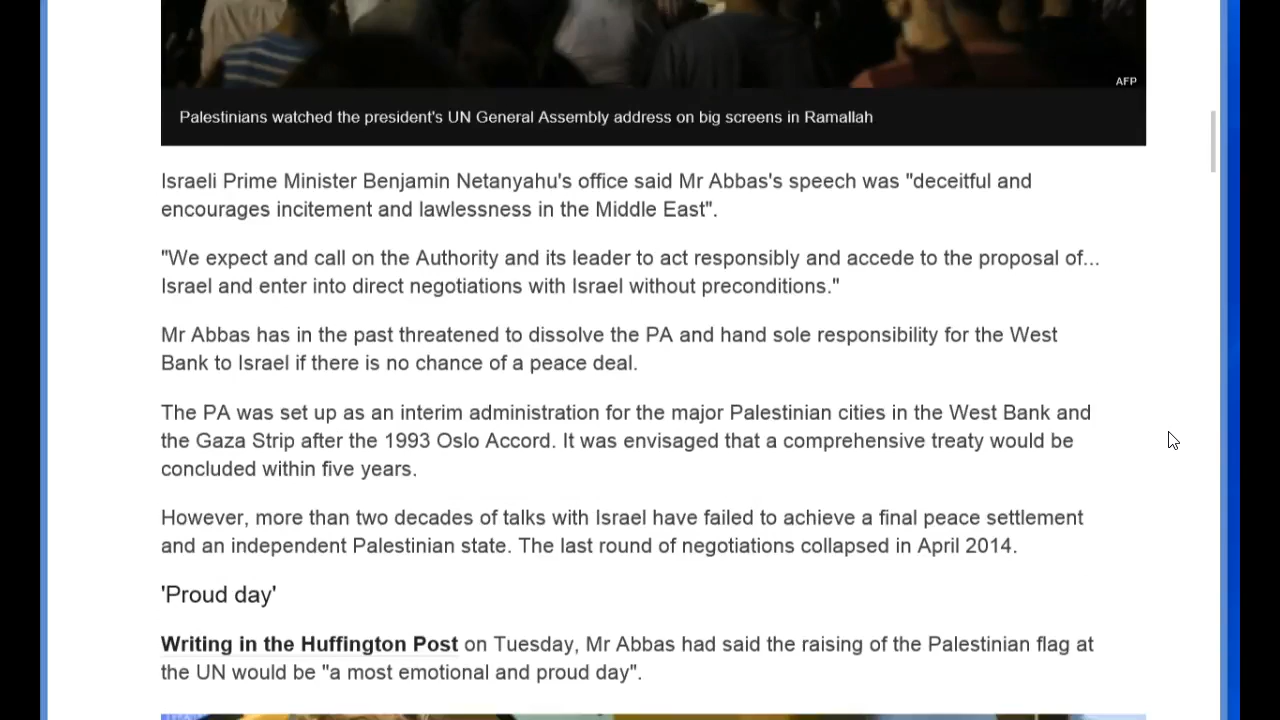 AFP
Palestinians watched the president's UN General Assembly address on big screens in Ramallah
Israeli Prime Minister Benjamin Netanyahu's office said Mr Abbas's speech was "deceitful and
encourages incitement and lawlessness in the Middle East".
"We expect and call on the Authority and its leader to act responsibly and accede to the proposal of...
Israel and enter into direct negotiations with Israel without preconditions."
Mr Abbas has in the past threatened to dissolve the PA and hand sole responsibility for the West
Bank to Israel if there is no chance of a peace deal.
The PA was set up as an interim administration for the major Palestinian cities in the West Bank and
the Gaza Strip after the 1993 Oslo Accord. It was envisaged that a comprehensive treaty would be
concluded within five years.
However, more than two decades of talks with Israel have failed to achieve a final peace settlement
and an independent Palestinian state. The last round of negotiations collapsed in April 2014.
'Proud day'
Writing in the Huffington Post on Tuesday, Mr Abbas had said the raising of the Palestinian flag at
the UN would be "a most emotional and proud day".